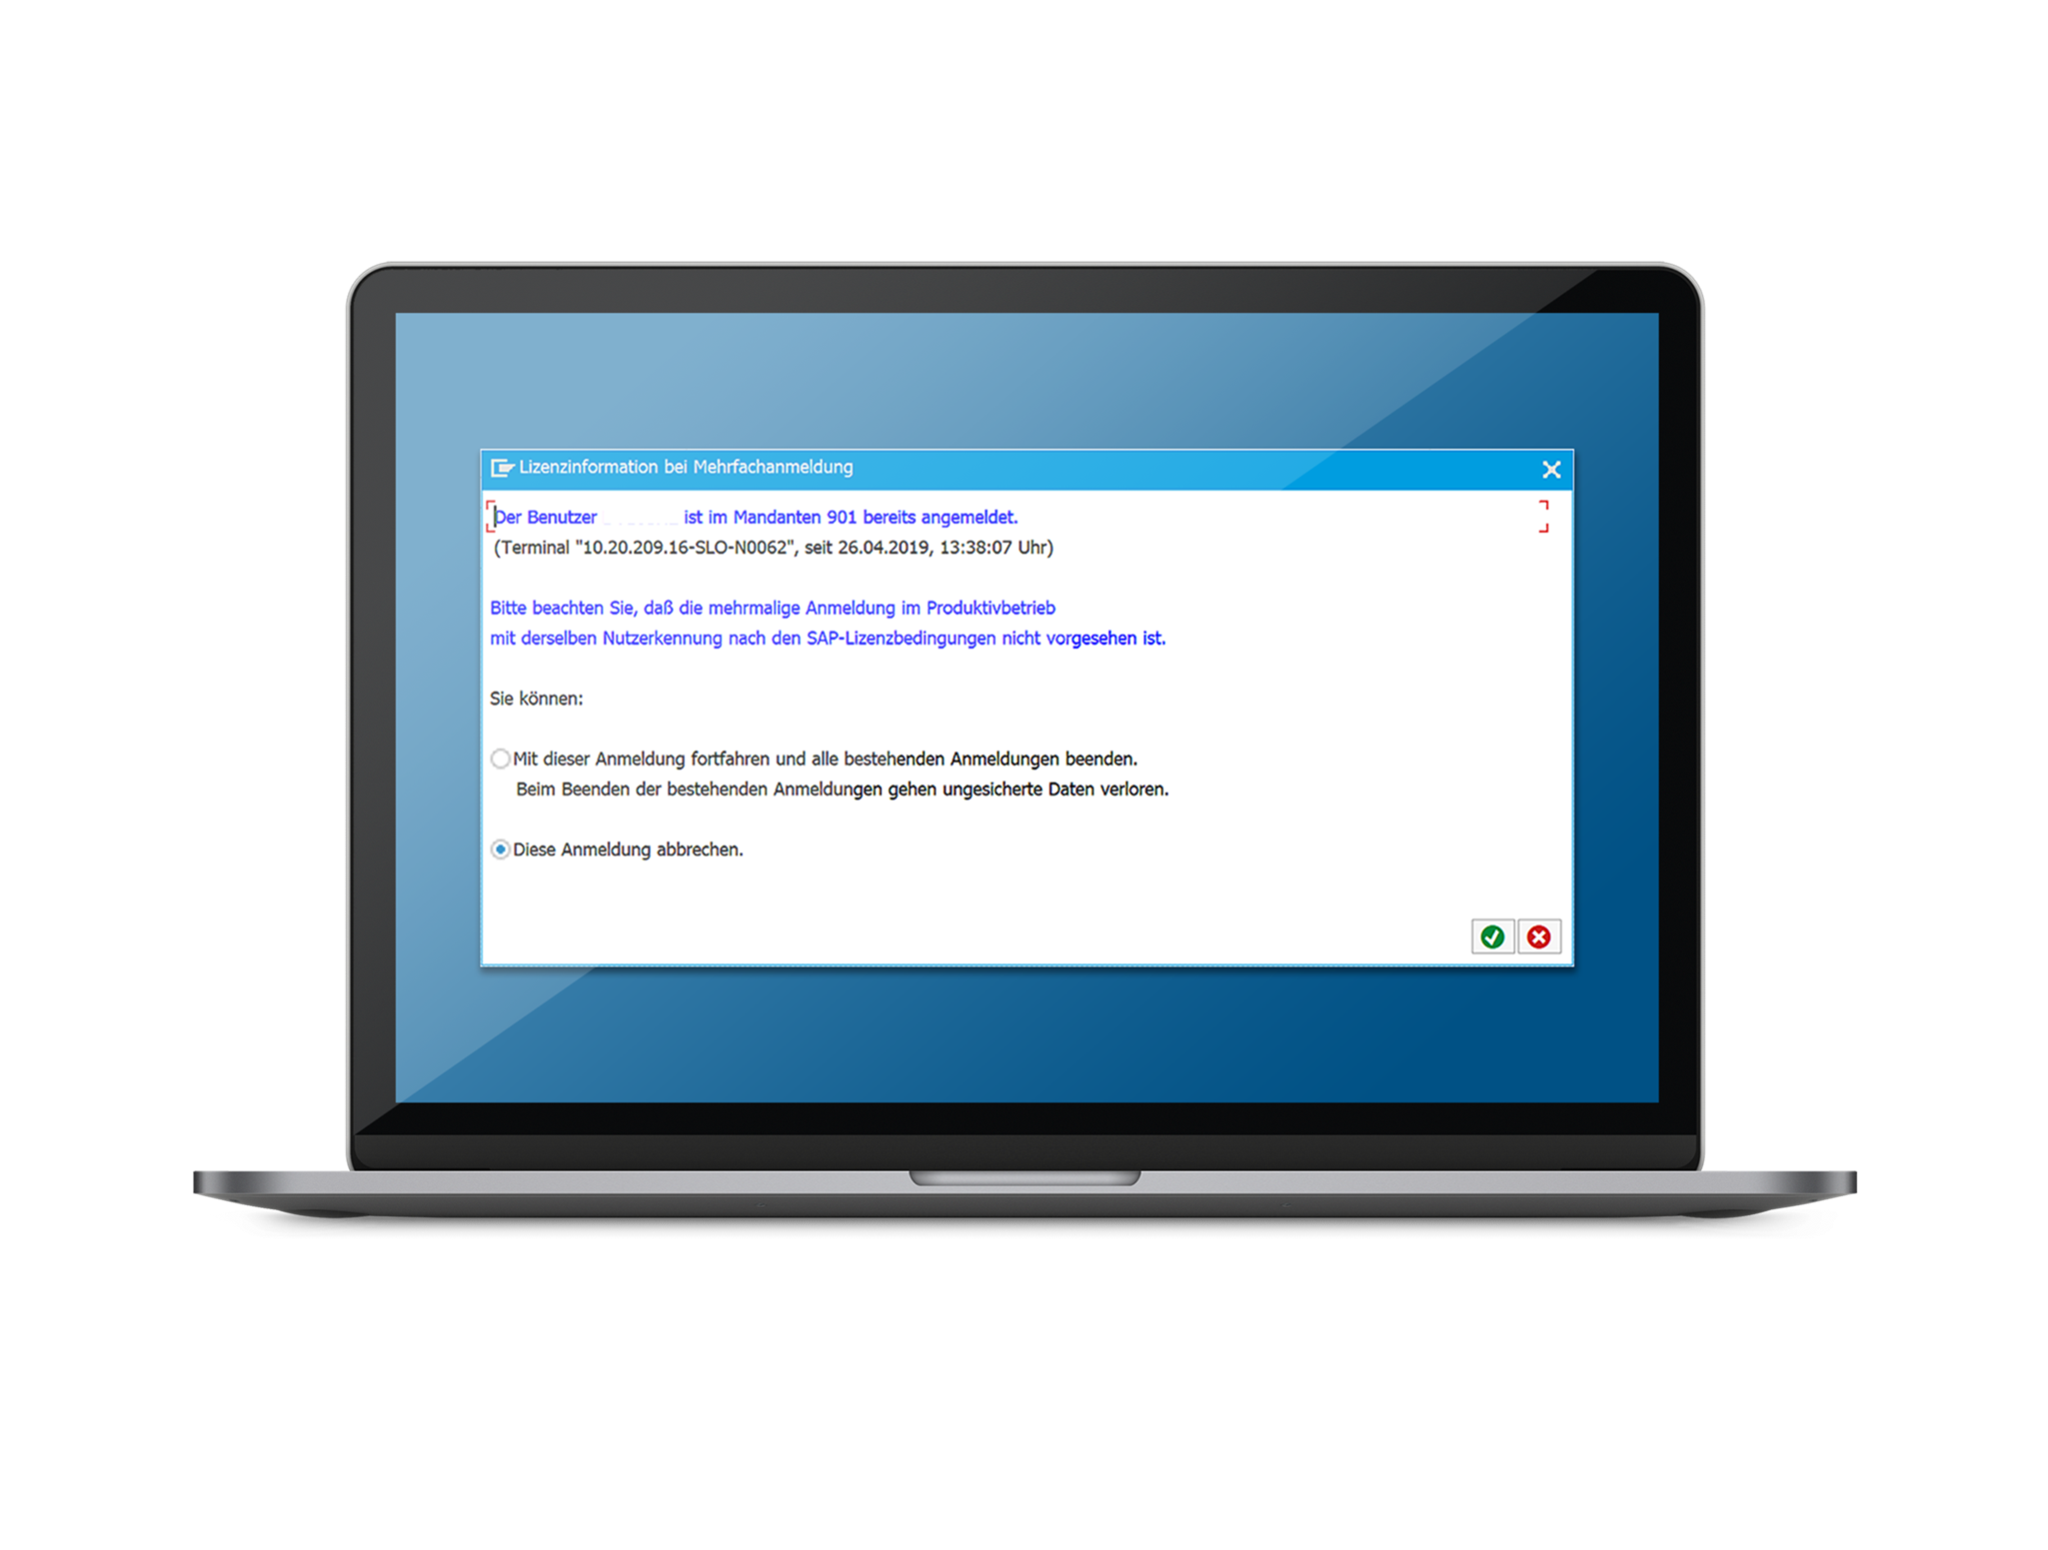 Lizenzinformation bei Mehrfachanmeldung
Der Benutzer ist im Mandanten 901 bereits angemeldet.
(Terminal "10.20.209.16-SLO-N0062", seit 26.04.2019, 13:38:07 Uhr)
Bitte beachten Sie, daß die mehrmalige Anmeldung im Produktivbetrieb
mit derselben Nutzerkennung nach den SAP-Lizenzbedingungen nicht vorgesehen ist.
Sie können:
Mit dieser Anmeldung fortfahren und alle bestehenden Anmeldungen beenden.
Beim Beenden der bestehenden Anmeldungen gehen ungesicherte Daten verloren.
Diese Anmeldung abbrechen.